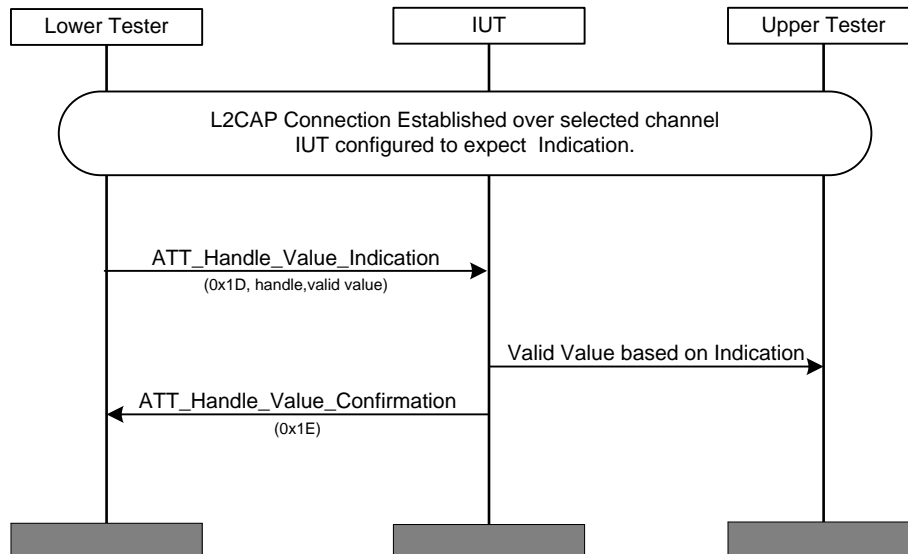 Lower Tester
IUT
Upper Tester
L2CAP Connection Established over selected channel
IUT configured to expect  Indication.
ATT_Handle_Value_Indication
(0x1D, handle,valid value)
Valid Value based on Indication
ATT_Handle_Value_Confirmation
(0x1E)